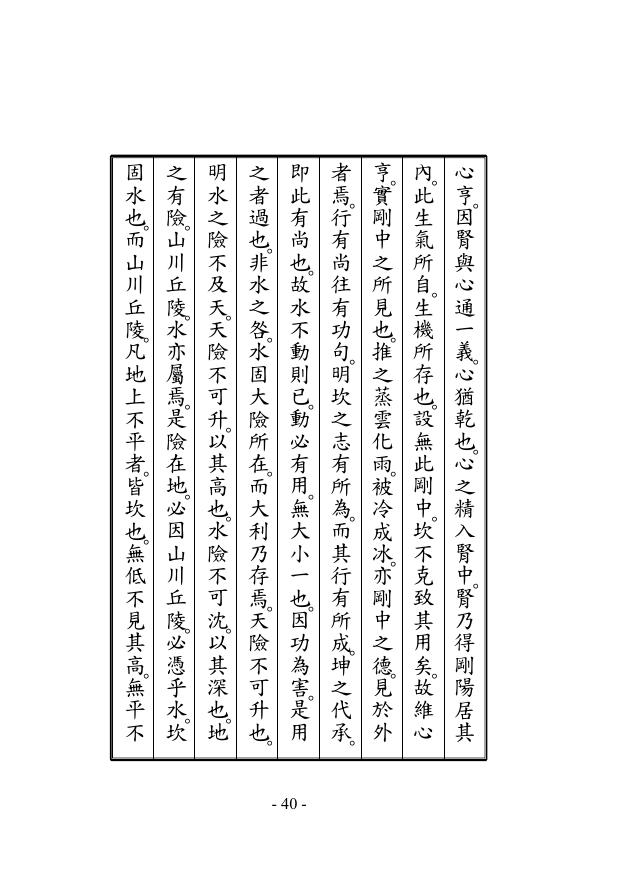 心亨。因腎與心通一義。心猶乾也。心之精入腎中。腎乃得剛陽居其
內。此生氣所自。生機所存也。設無此剛中。坎不克致其用矣。故維心
亨。實剛中之所見也。推之蒸雲化雨。被冷成冰。亦剛中之德。見於外
者焉。行有尚往有功句。明坎之志有所為。而其行有所成。坤之代承。
即此有尚也。故水不動則已。動必有用。無大小一也。因功為害。是用
之者過也。非水之咎。水固大險所在。而大利乃存焉。天險不可升也。
明水之險不及天。天險不可升。以其高也。水險不可沈。以其深也。地
之有險。山川丘陵。水亦屬焉。是險在地。必因山川丘陵。必憑乎水。坎
固水也。而山川丘陵。凡地上不平者。皆坎也。無低不見其高。無平不
- 40 -